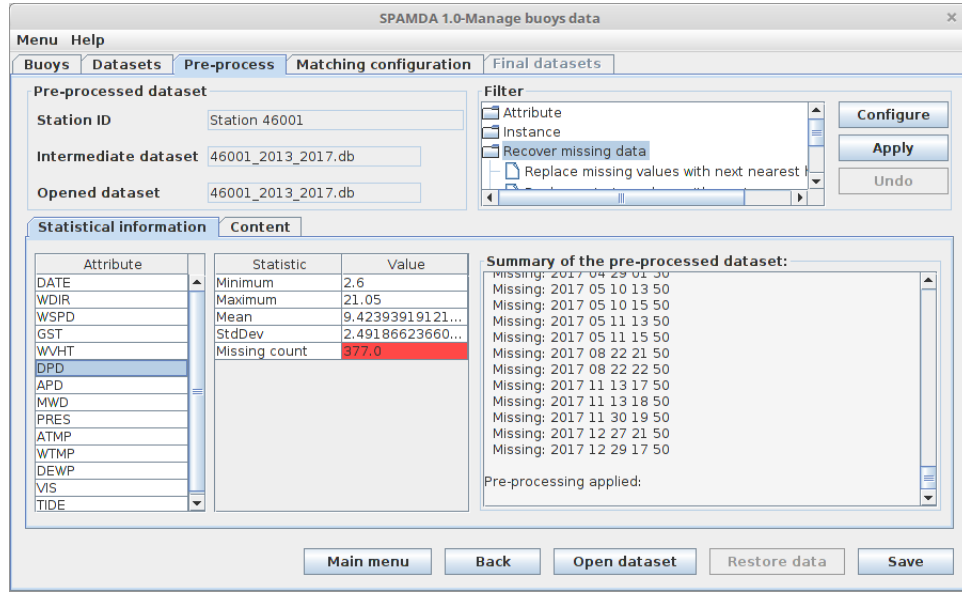 SPAMDA 1.0-Manage buoys data
Menu Help
Buoys Datasets Pre-process Matching configuration Final datasets
Pre-processed dataset
Station ID Station 46001
Intermediate dataset 46001_2013_2017.db
Opened dataset 46001_2013_2017.db
Filter
Attribute
Instance
Recover missing data
Replace missing values with next nearest
Configure
Apply
Undo
Statistical information Content
Attribute
DATE
WDIR
WSPD
GST
WVHT
DPD
APD
MWD
PRES
ATMP
WTMP
DEWP
VIS
TIDE
Statistic Value
Minimum 2.6
Maximum 21.05
Mean 9.42393919121...
StdDev 2.49186623660...
Missing count 377.0
Summary of the pre-processed dataset:
Missing: 2017 04 29 01 50
Missing: 2017 05 10 13 50
Missing: 2017 05 10 15 50
Missing: 2017 05 11 13 50
Missing: 2017 05 11 15 50
Missing: 2017 08 22 21 50
Missing: 2017 08 22 22 50
Missing: 2017 11 13 17 50
Missing: 2017 11 13 18 50
Missing: 2017 11 30 19 50
Missing: 2017 12 27 21 50
Missing: 2017 12 29 17 50
Pre-processing applied:
Main menu Back Open dataset Restore data Save